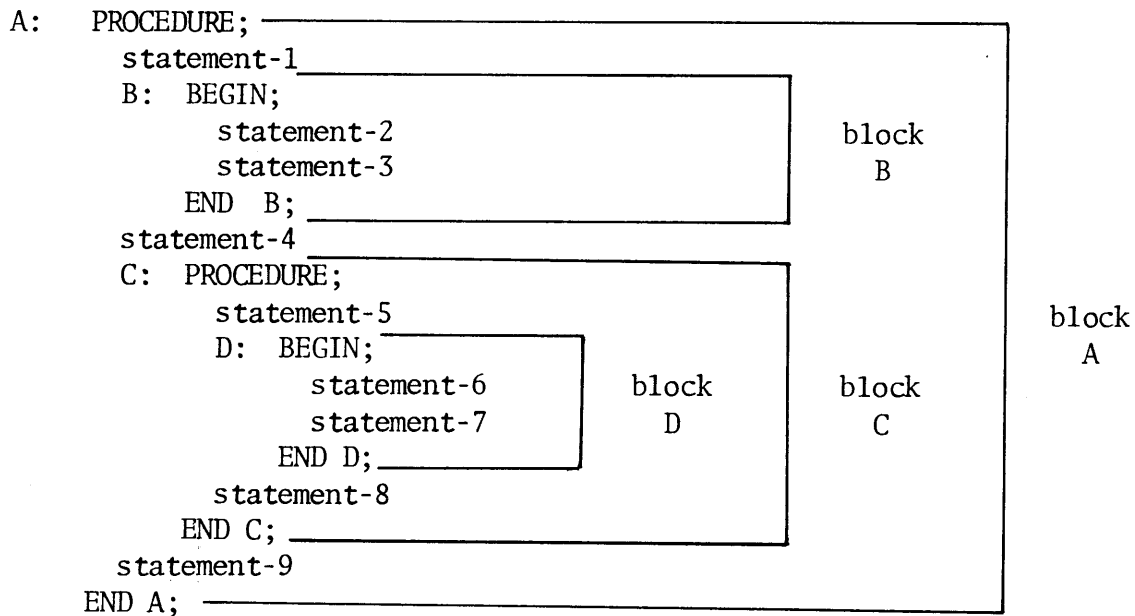 A: PROCEDURE;
statement-1
B: BEGIN;
statement-2 block
statement-3 B
END B;
statement-4
C: PROCEDURE;
statement-5 block
D: BEGIN; A
statement-6 block block
statement-7 D C
END D;
statement-8
END C;
statement-9
END A;